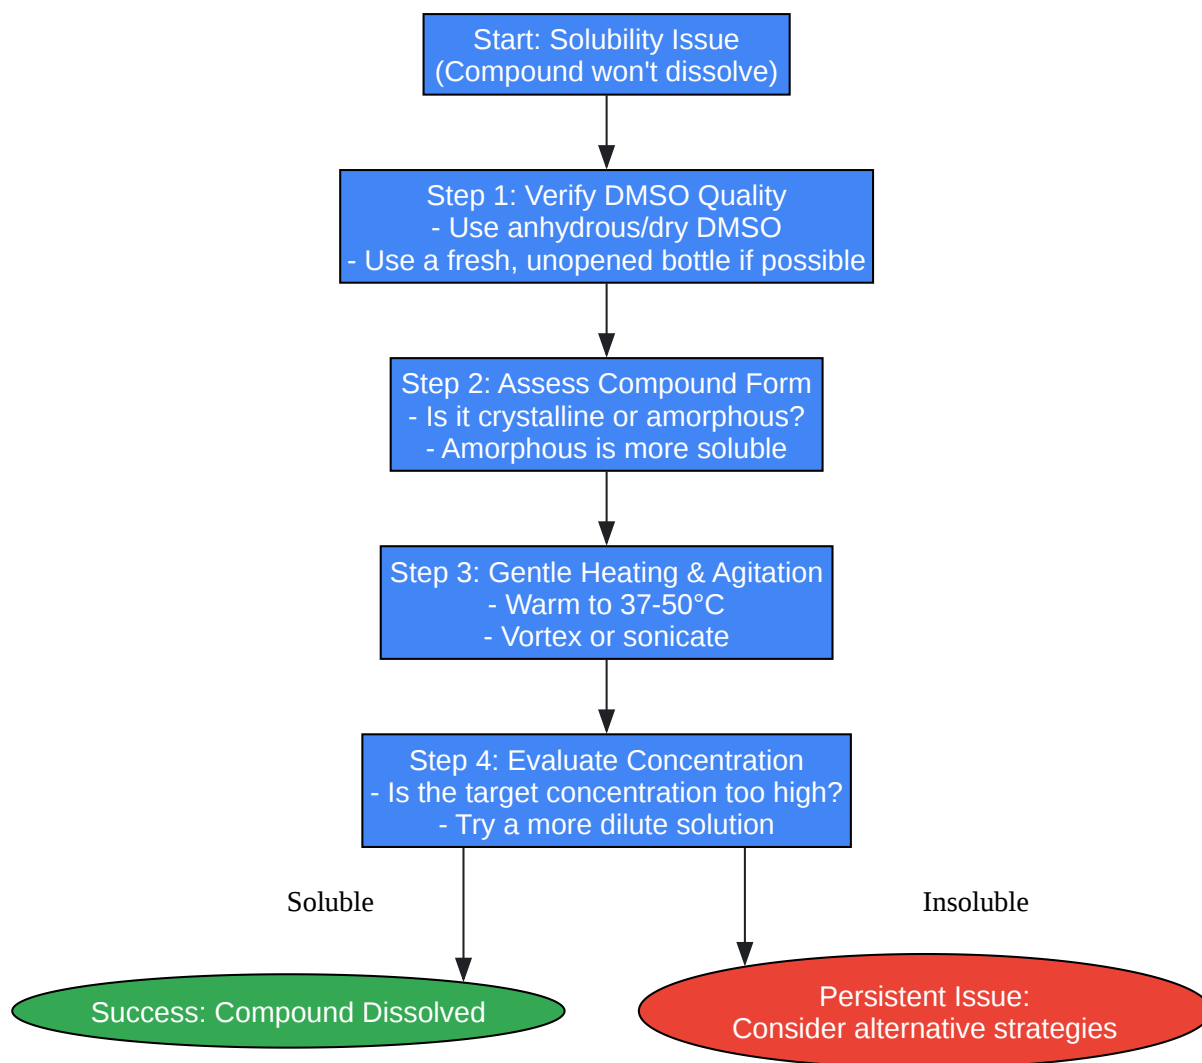 Start: Solubility Issue
(Compound won't dissolve)
Step 1: Verify DMSO Quality
- Use anhydrous/dry DMSO
- Use a fresh, unopened bottle if possible
Step 2: Assess Compound Form
- Is it crystalline or amorphous?
- Amorphous is more soluble
Step 3: Gentle Heating & Agitation
- Warm to 37-50°C
- Vortex or sonicate
Step 4: Evaluate Concentration
- Is the target concentration too high?
- Try a more dilute solution
Soluble
Insoluble
Success: Compound Dissolved
Persistent Issue:
Consider alternative strategies